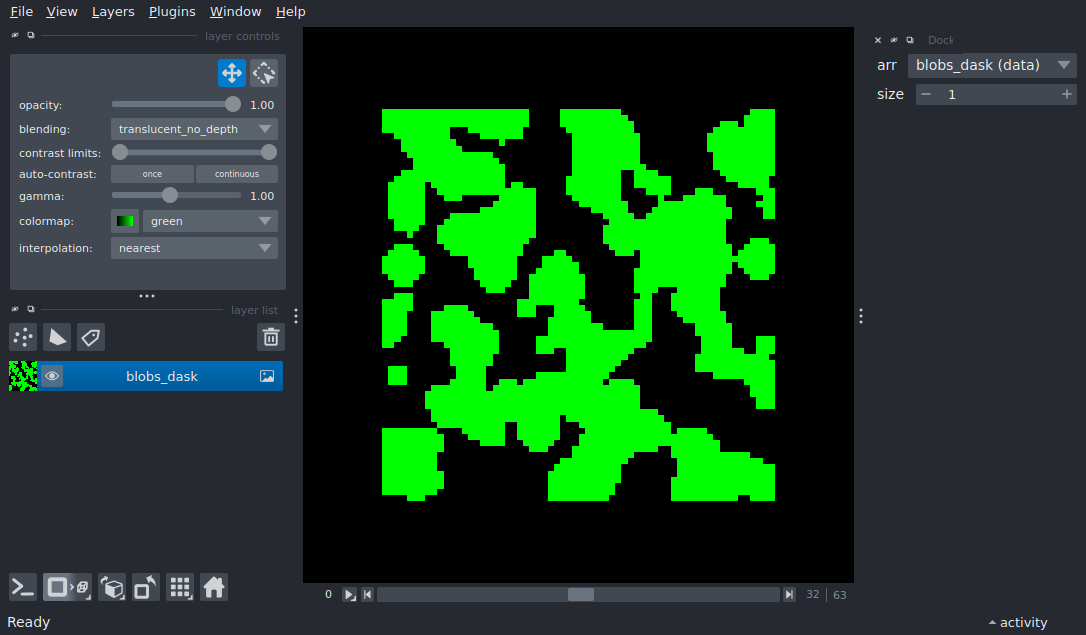 File View Layers Plugins Window Help
layer controls
opacity: 1.00
blending: translucent_no_depth
contrast limits:
auto-contrast: once continuous
gamma: 1.00
colormap: green
interpolation: nearest
layer list
blobs_dask
Dock
arr blobs_dask (data)
size 1
0 32 63
Ready
activity